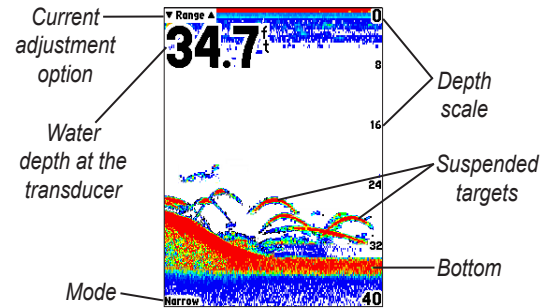 Current
adjustment
option
Water
depth at the
transducer
Mode
▼ Range ▲
34.7 ft
0
8
16
24
32
40
Narrow
Depth
scale
Suspended
targets
Bottom